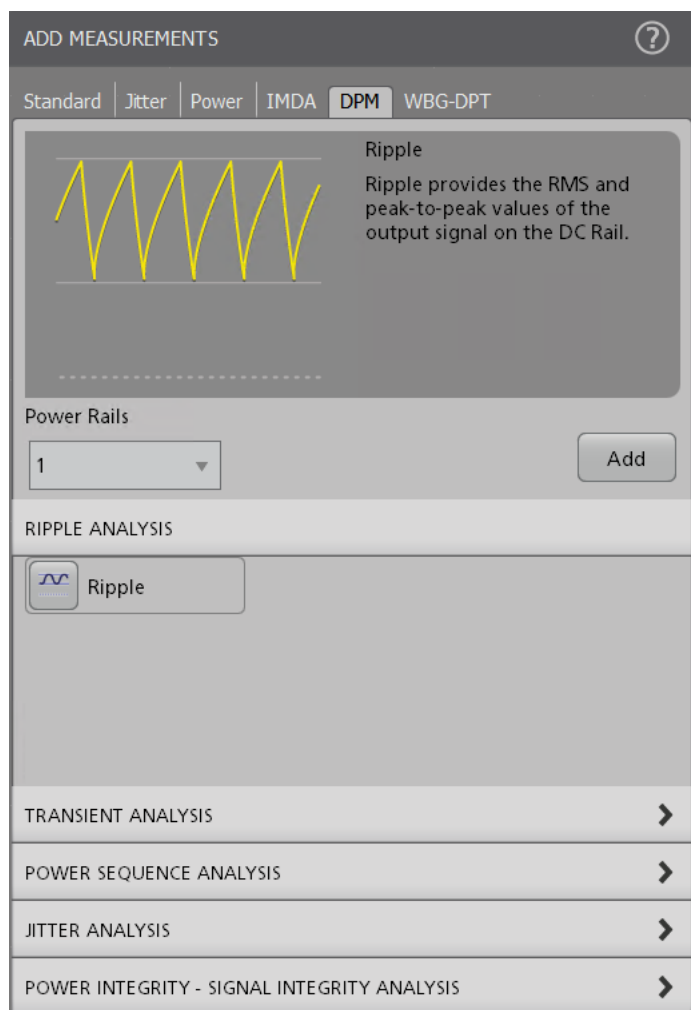 ADD MEASUREMENTS
?
Standard Jitter Power IMDA DPM WBG-DPT
Ripple
Ripple provides the RMS and
peak-to-peak values of the
output signal on the DC Rail.
Power Rails
1
Add
RIPPLE ANALYSIS
Ripple
TRANSIENT ANALYSIS
POWER SEQUENCE ANALYSIS
JITTER ANALYSIS
POWER INTEGRITY - SIGNAL INTEGRITY ANALYSIS